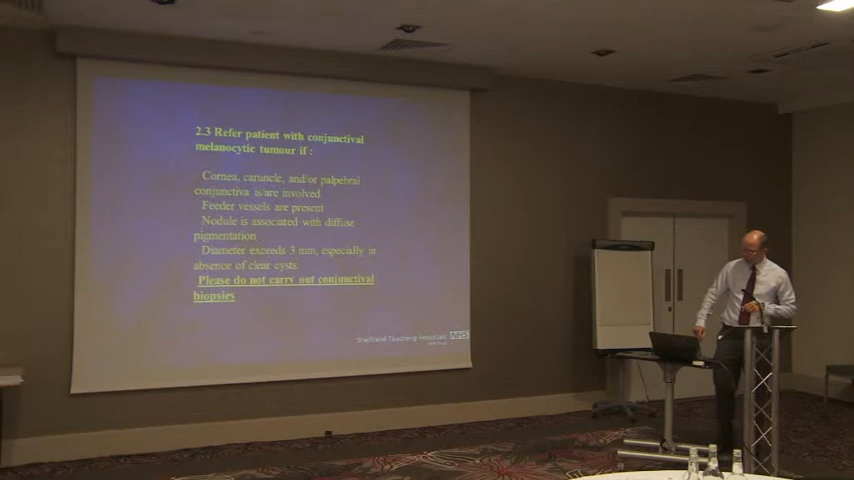 2.3 Refer patient with conjunctival
melanocytic tumour if :
Cornea, caruncle, and/or palpebral
conjunctiva is/are involved
Feeder vessels are present
Nodule is associated with diffuse
pigmentation
Diameter exceeds 3 mm, especially in
absence of clear cysts.
Please do not carry out conjunctival
biopsies
Sheffield Teaching Hospitals NHS